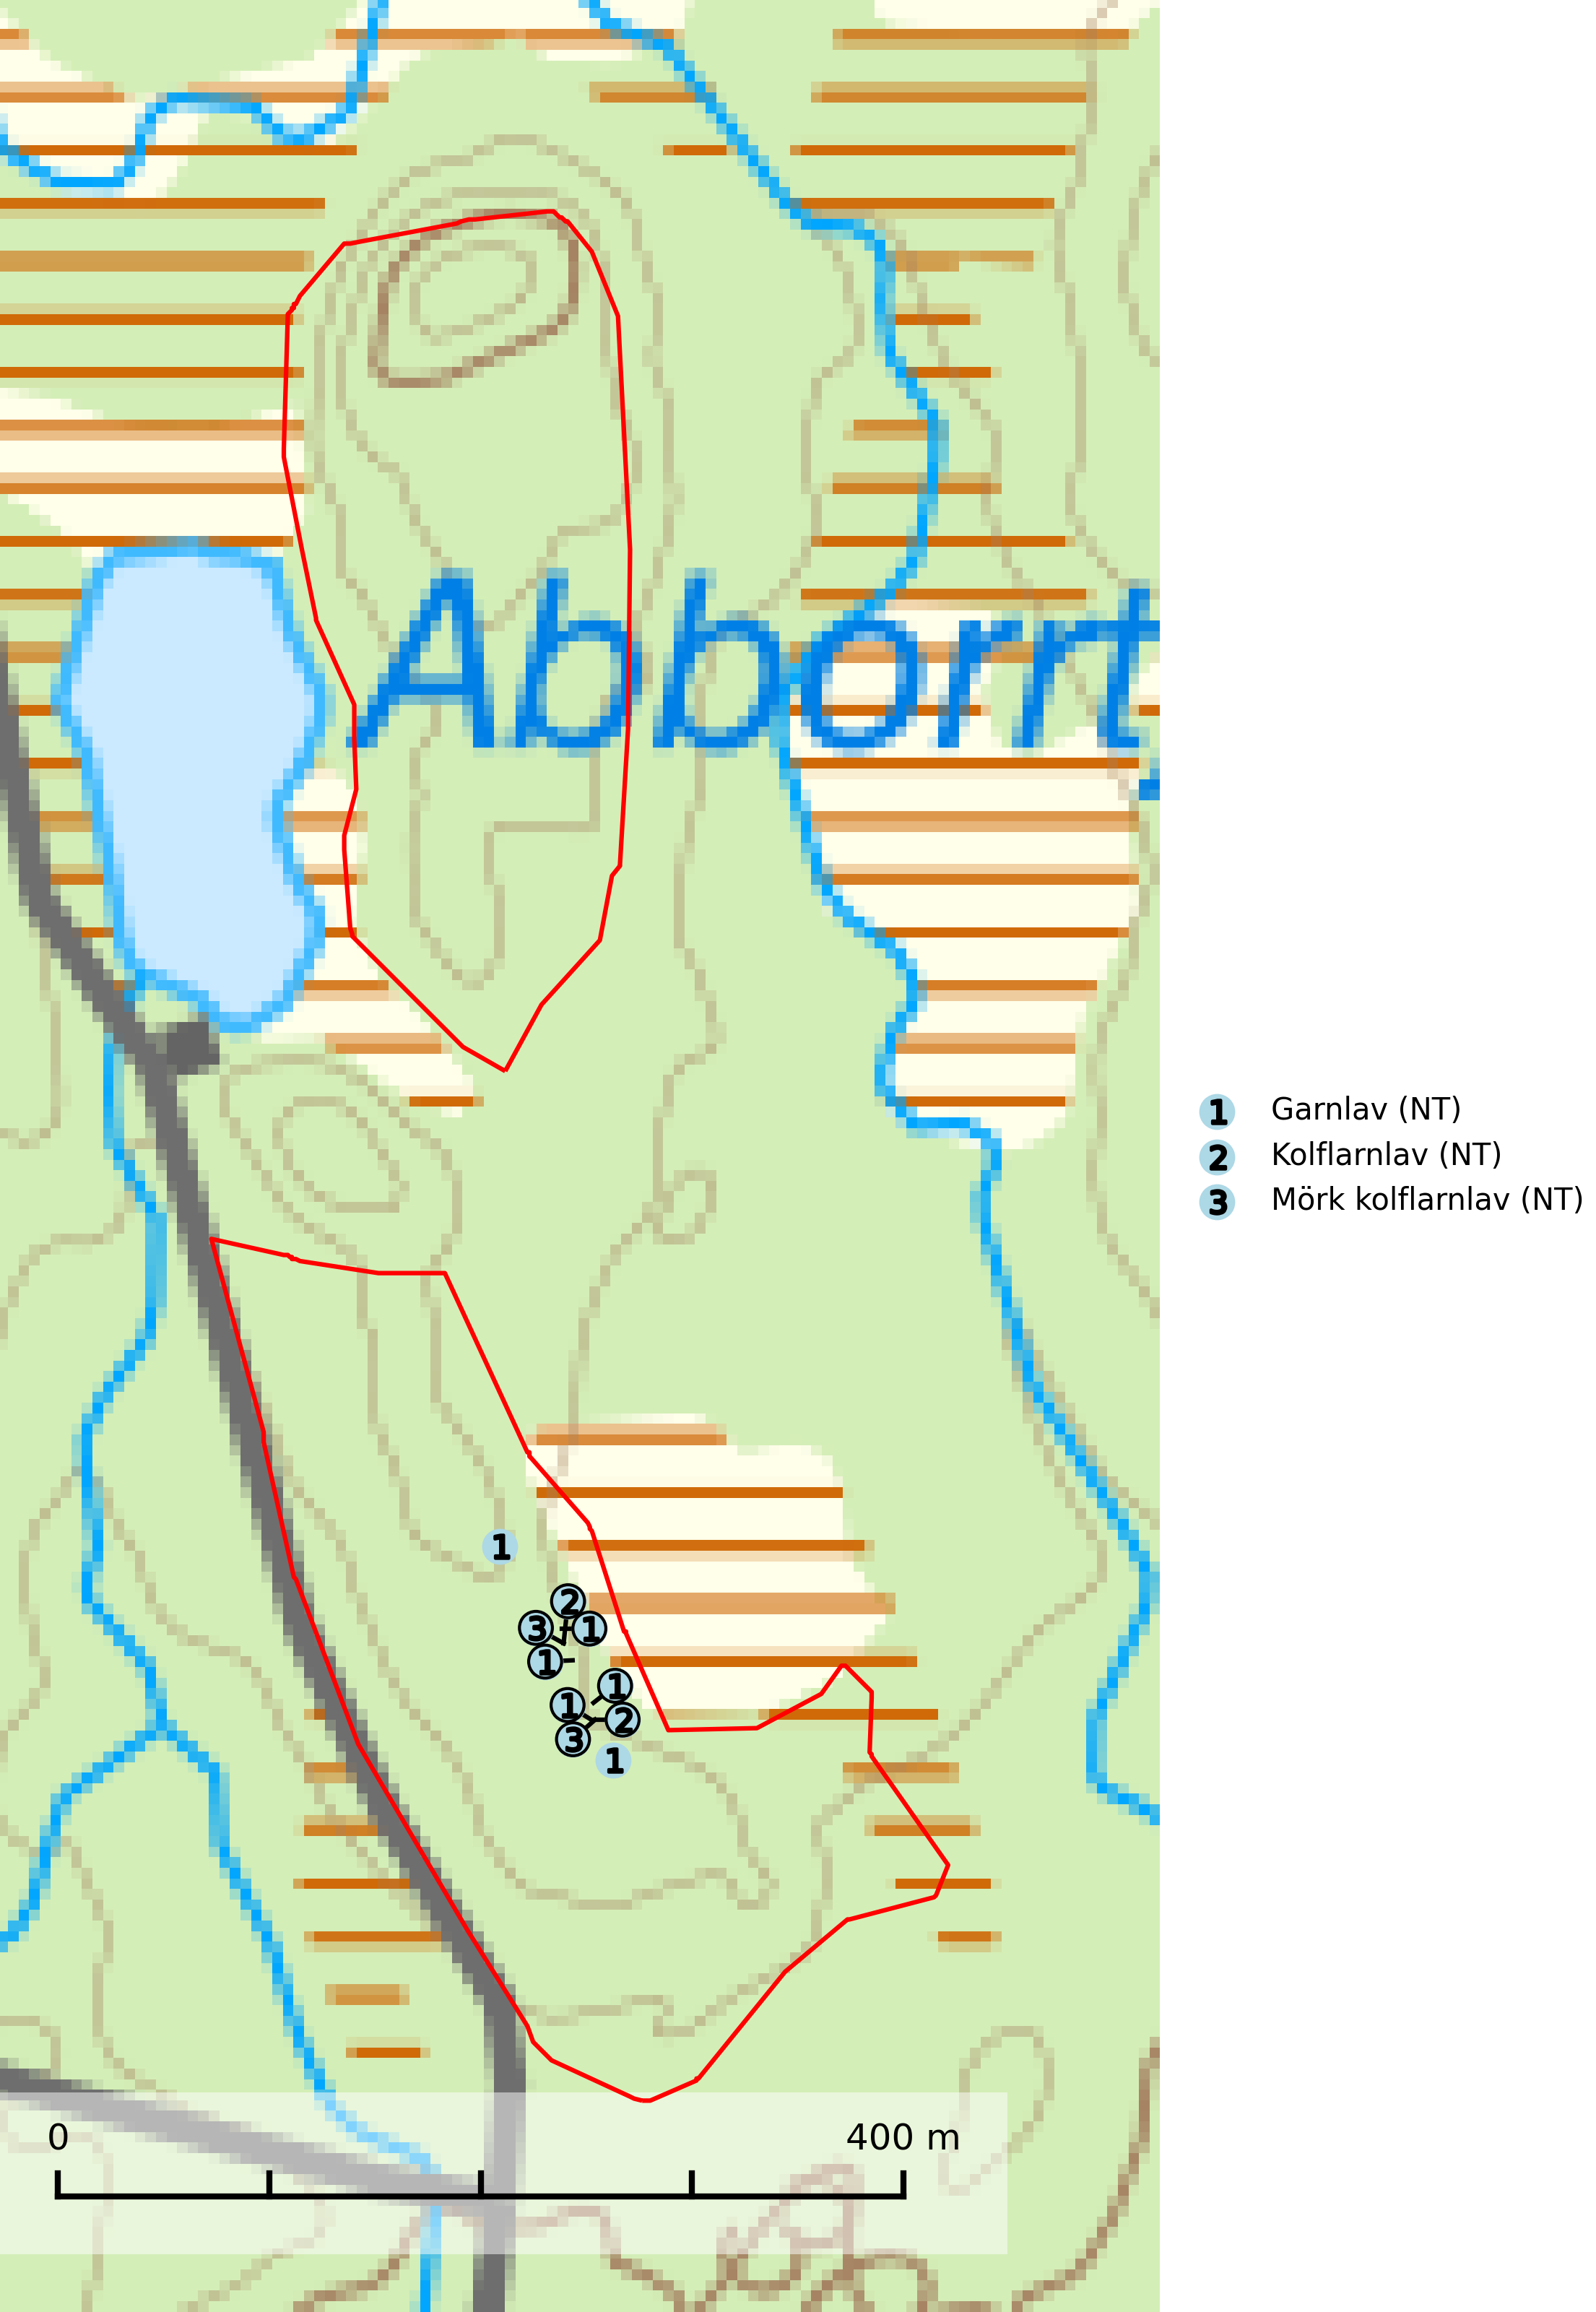 Abborrt
1 Garnlav (NT)
2 Kolflarnlav (NT)
3 Mörk kolflarnlav (NT)
1
2
3 1
1
1
1 2
3
1
0 400 m